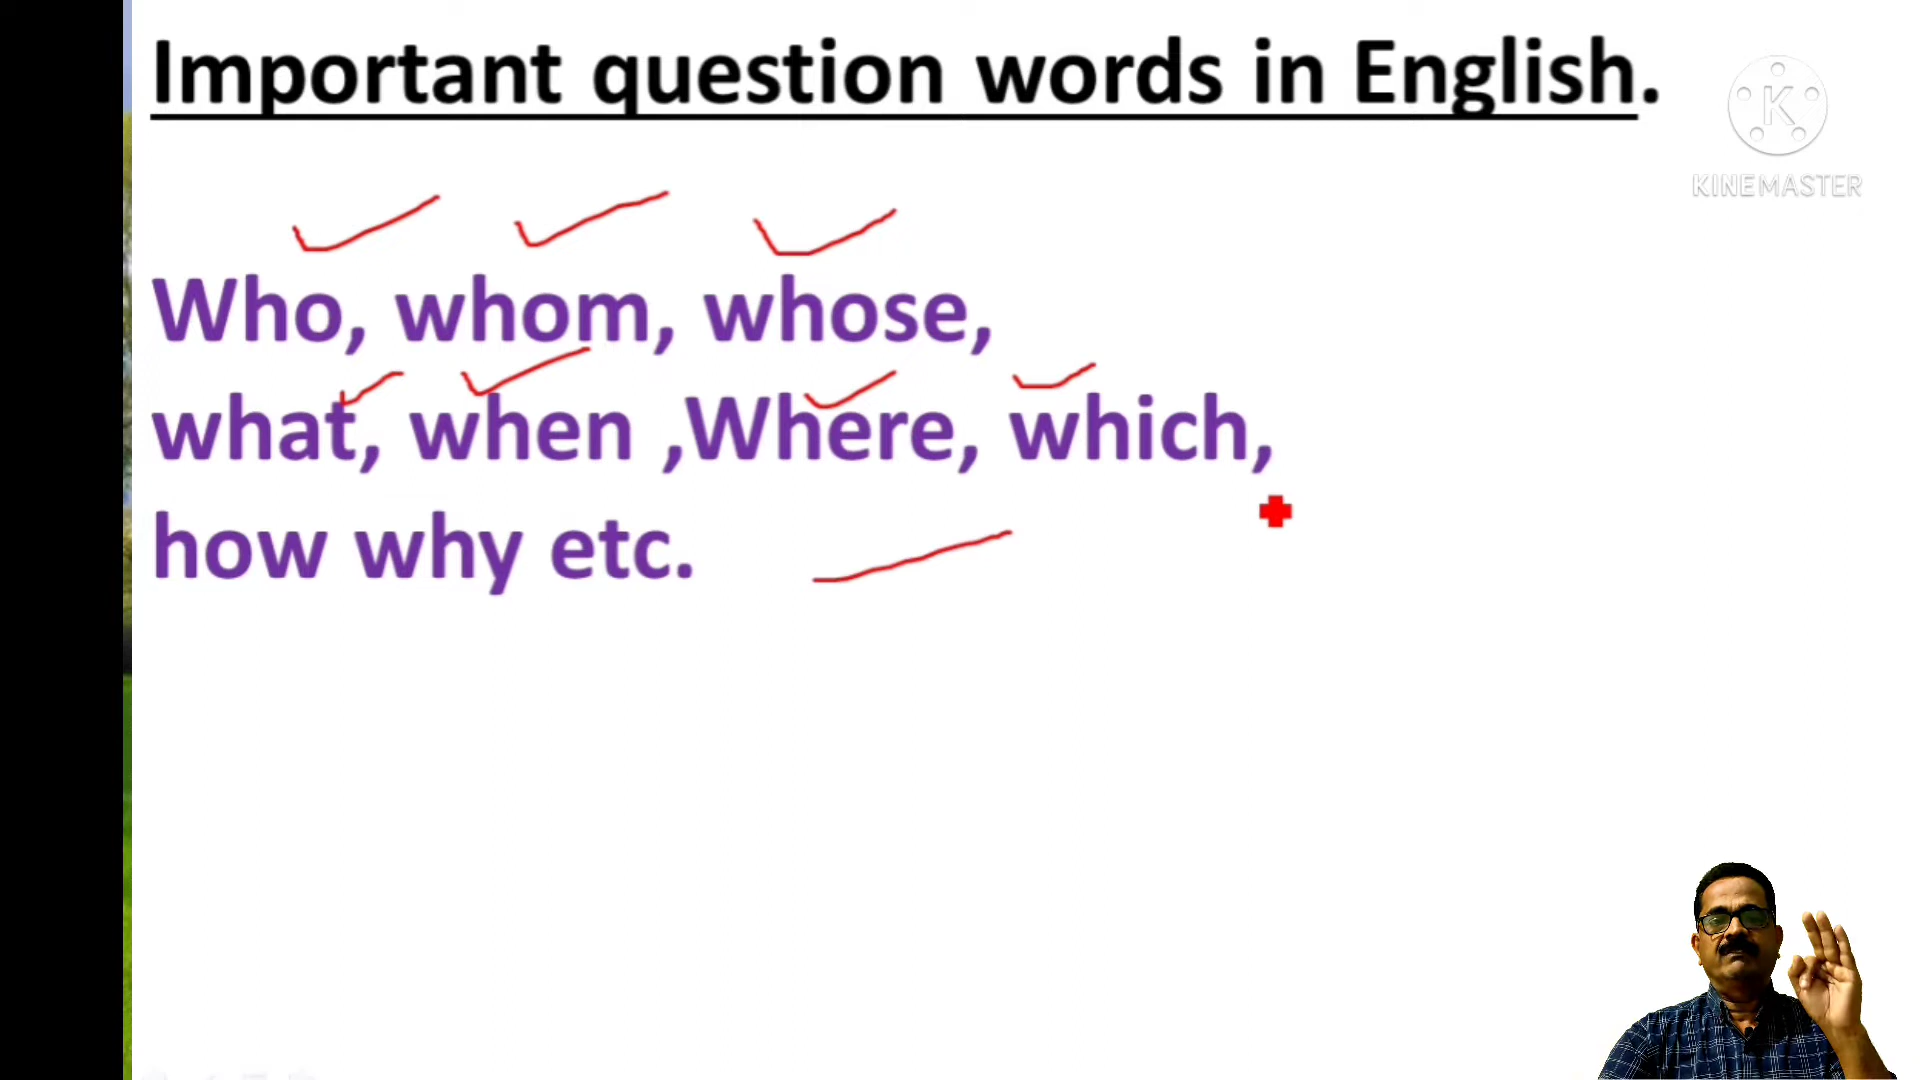 Important question words in English.
KINEMASTER
Who, whom, whose,
what, when ,Where, which,
how why etc.